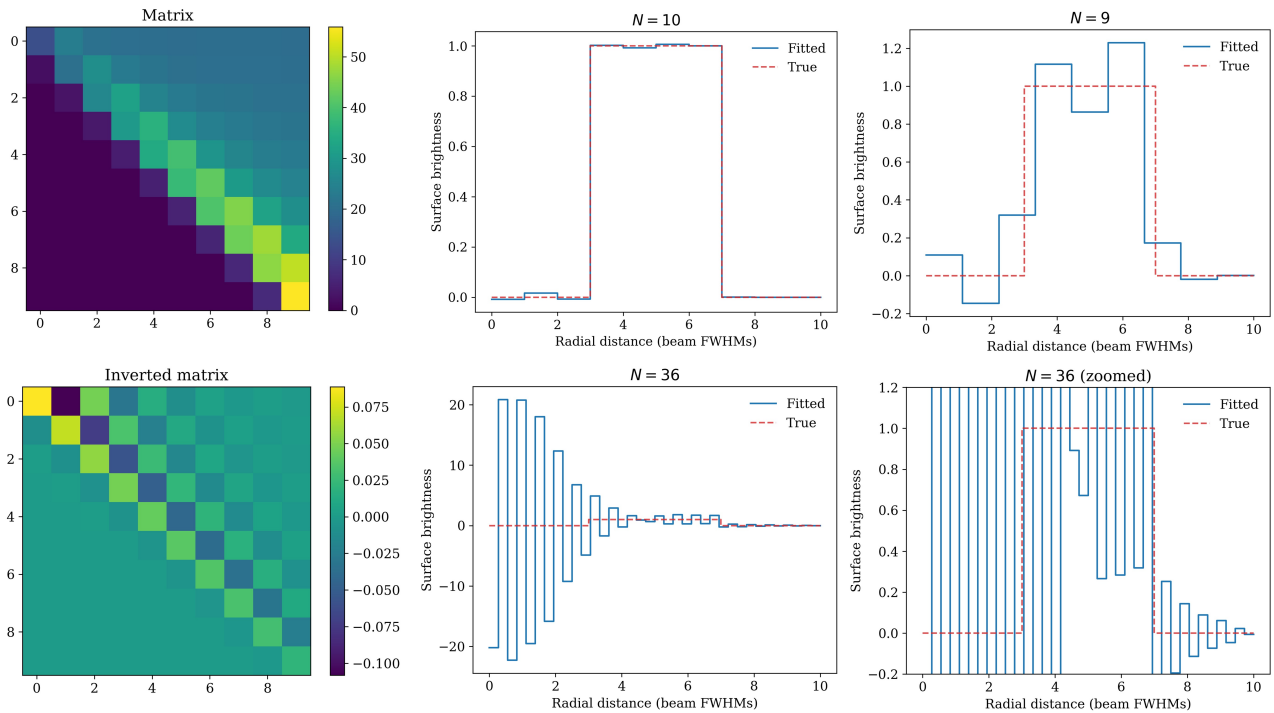 Matrix
0
2
4
6
8
0 2 4 6 8
50
40
30
20
10
0
N = 10
Fitted
True
1.0
0.8
0.6
0.4
0.2
0.0
Surface brightness
0 2 4 6 8 10
Radial distance (beam FWHMs)
N = 9
Fitted
True
1.2
1.0
0.8
0.6
0.4
0.2
0.0
−0.2
Surface brightness
0 2 4 6 8 10
Radial distance (beam FWHMs)
Inverted matrix
0
2
4
6
8
0 2 4 6 8
0.075
0.050
0.025
0.000
−0.025
−0.050
−0.075
−0.100
N = 36
Fitted
True
20
10
0
−10
−20
Surface brightness
0 2 4 6 8 10
Radial distance (beam FWHMs)
N = 36 (zoomed)
Fitted
True
1.2
1.0
0.8
0.6
0.4
0.2
0.0
−0.2
Surface brightness
0 2 4 6 8 10
Radial distance (beam FWHMs)